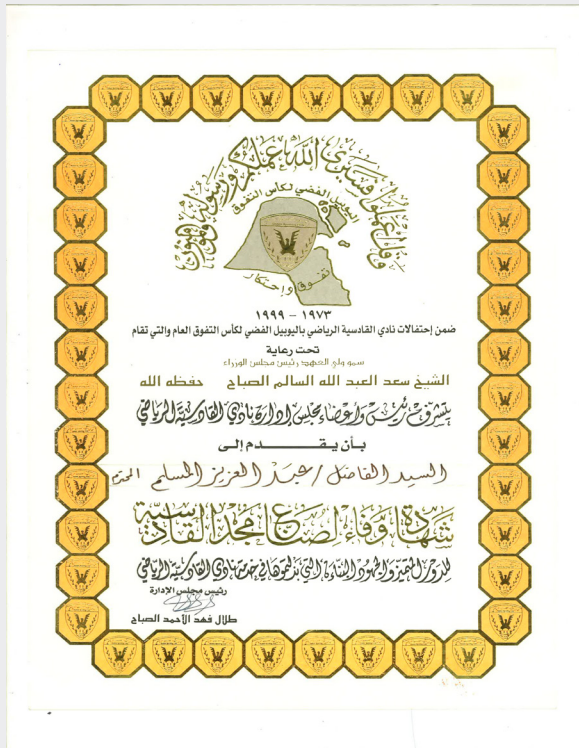 وقل اعملوا فسيرى الله عملكم ورسوله والمؤمنون
اليوبيل الفضي لكأس التفوق
تفوق وإحتكار
١٩٧٣ - ١٩٩٩
ضمن إحتفالات نادي القادسية الرياضي باليوبيل الفضي لكأس التفوق العام والتي تقام
تحت رعاية
سمو ولي العهد رئيس مجلس الوزراء
الشيخ سعد العبد الله السالم الصباح حفظه الله
يتشرف رئيس وأعضاء مجلس إدارة نادي القادسية الرياضي
بأن يقدم إلى
السيد الفاضل / عبد العزيز المسلم المحترم
شهادة وفاء لصناع أمجاد القادسية
للدور المتميز والجهود البناءة التي بذلتموها في خدمة نادي القادسية الرياضي
رئيس مجلس الإدارة
طلال فهد الأحمد الصباح